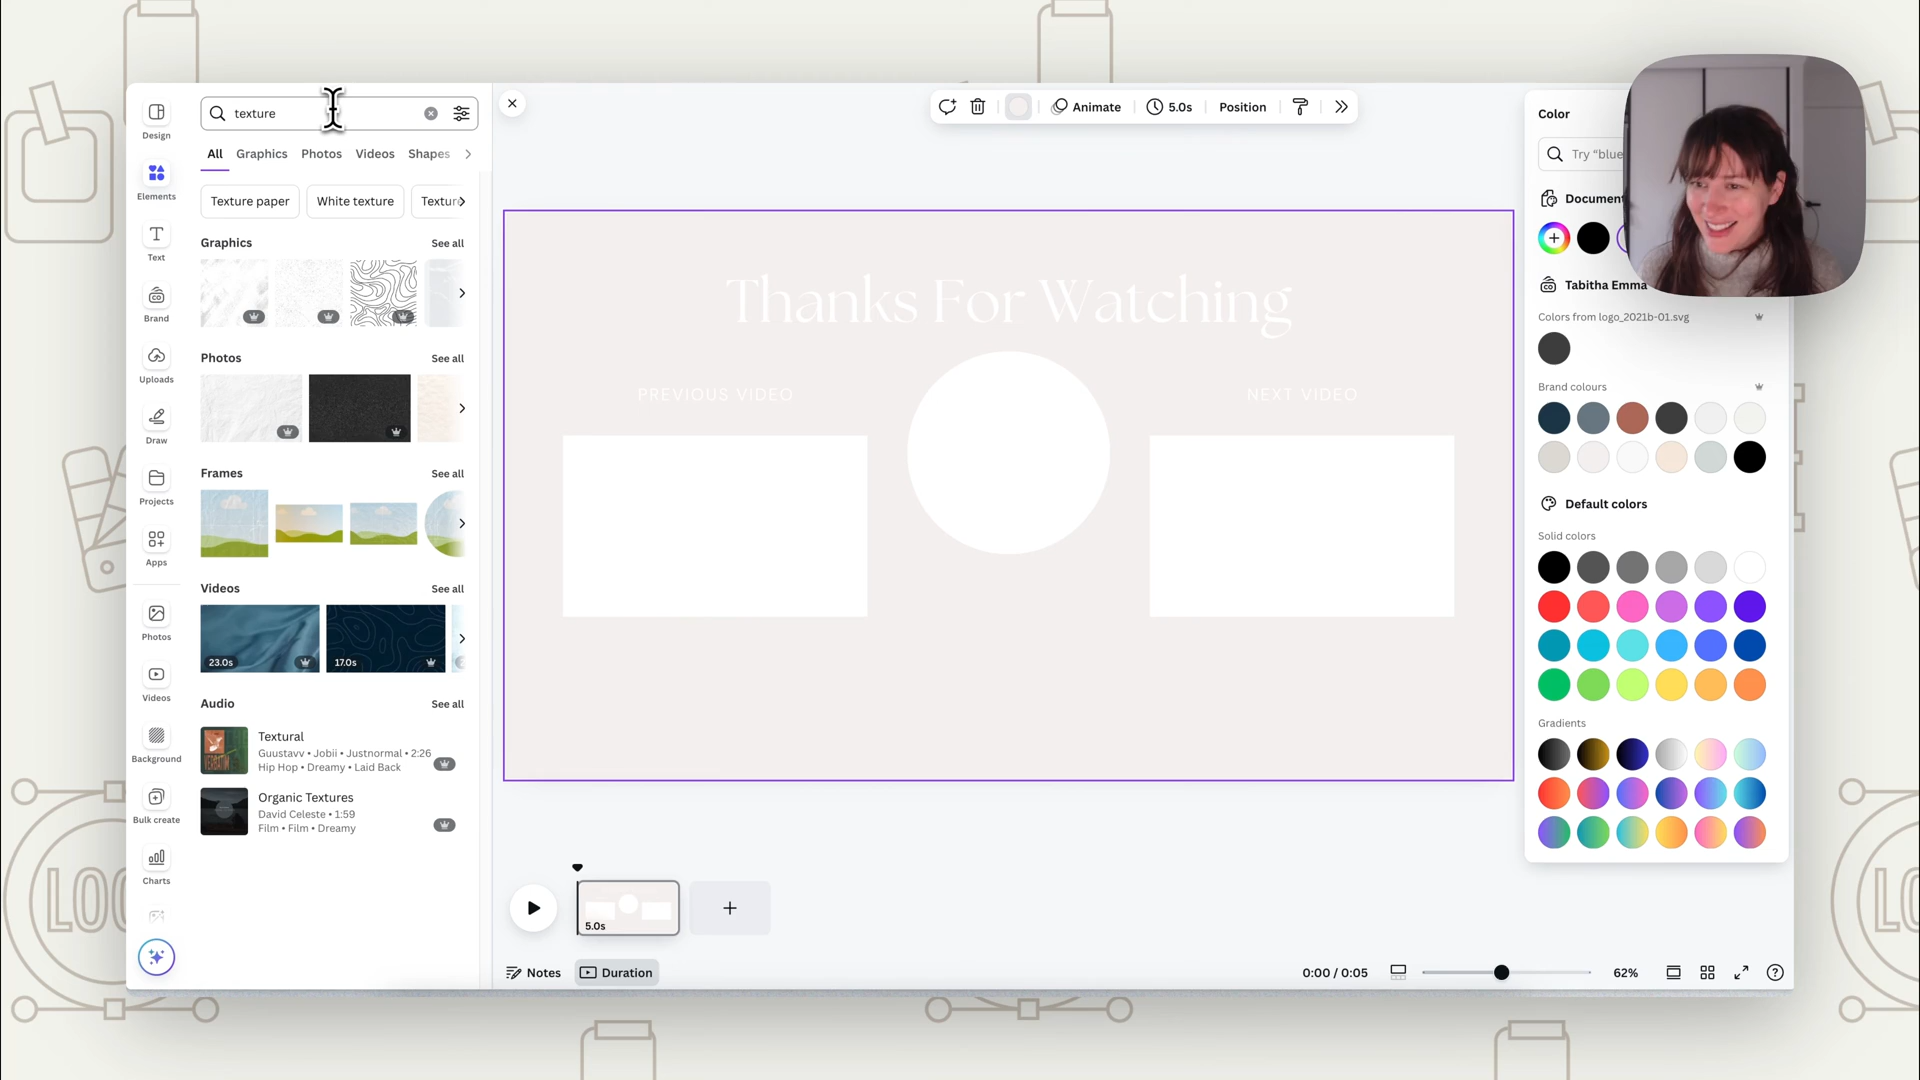 texture
Design
Elements
Text
Brand
Uploads
Draw
Projects
Apps
Photos
Videos
Background
Bulk create
Charts
All Graphics Photos Videos Shapes
Texture paper White texture Texture
Graphics See all
Photos See all
Frames See all
Videos See all
23.0s 17.0s
Audio See all
Textural
Guustavv • Jobii • Justnormal • 2:26
Hip Hop • Dreamy • Laid Back
Organic Textures
David Celeste • 1:59
Film • Film • Dreamy
Animate 5.0s Position
Thanks For Watching
PREVIOUS VIDEO
NEXT VIDEO
5.0s
Notes Duration
0:00 / 0:05 62%
Color
Try “blue
Document
Tabitha Emma
Colors from logo_2021b-01.svg
Brand colours
Default colors
Solid colors
Gradients